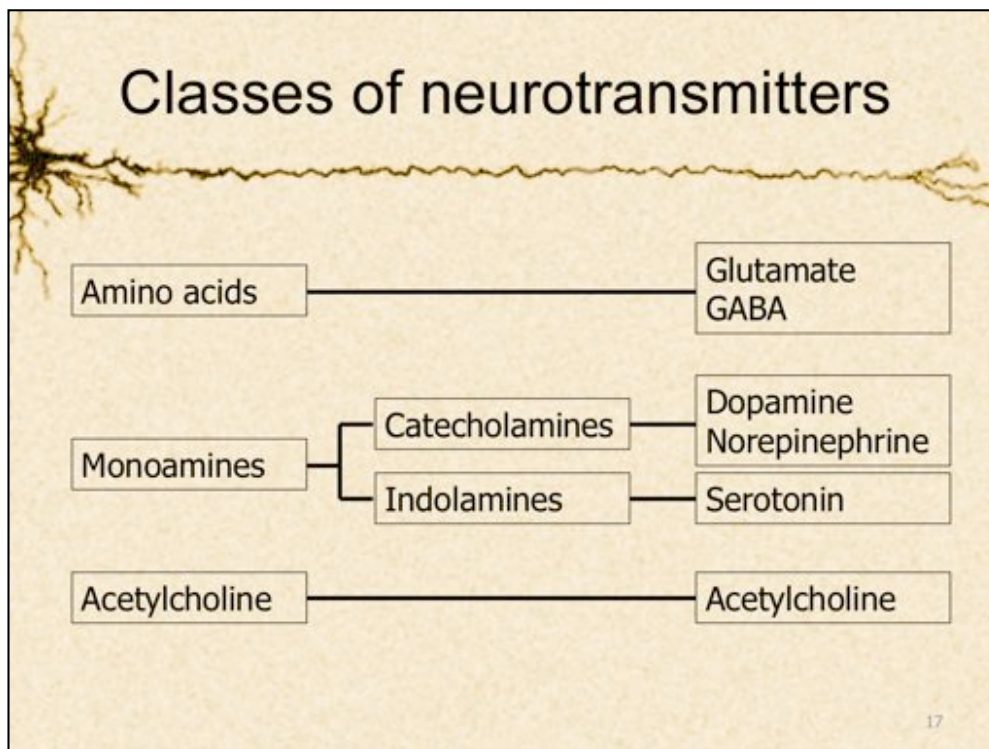 Classes of neurotransmitters
Amino acids
Glutamate
GABA
Monoamines
Catecholamines
Dopamine
Norepinephrine
Indolamines
Serotonin
Acetylcholine
Acetylcholine
17